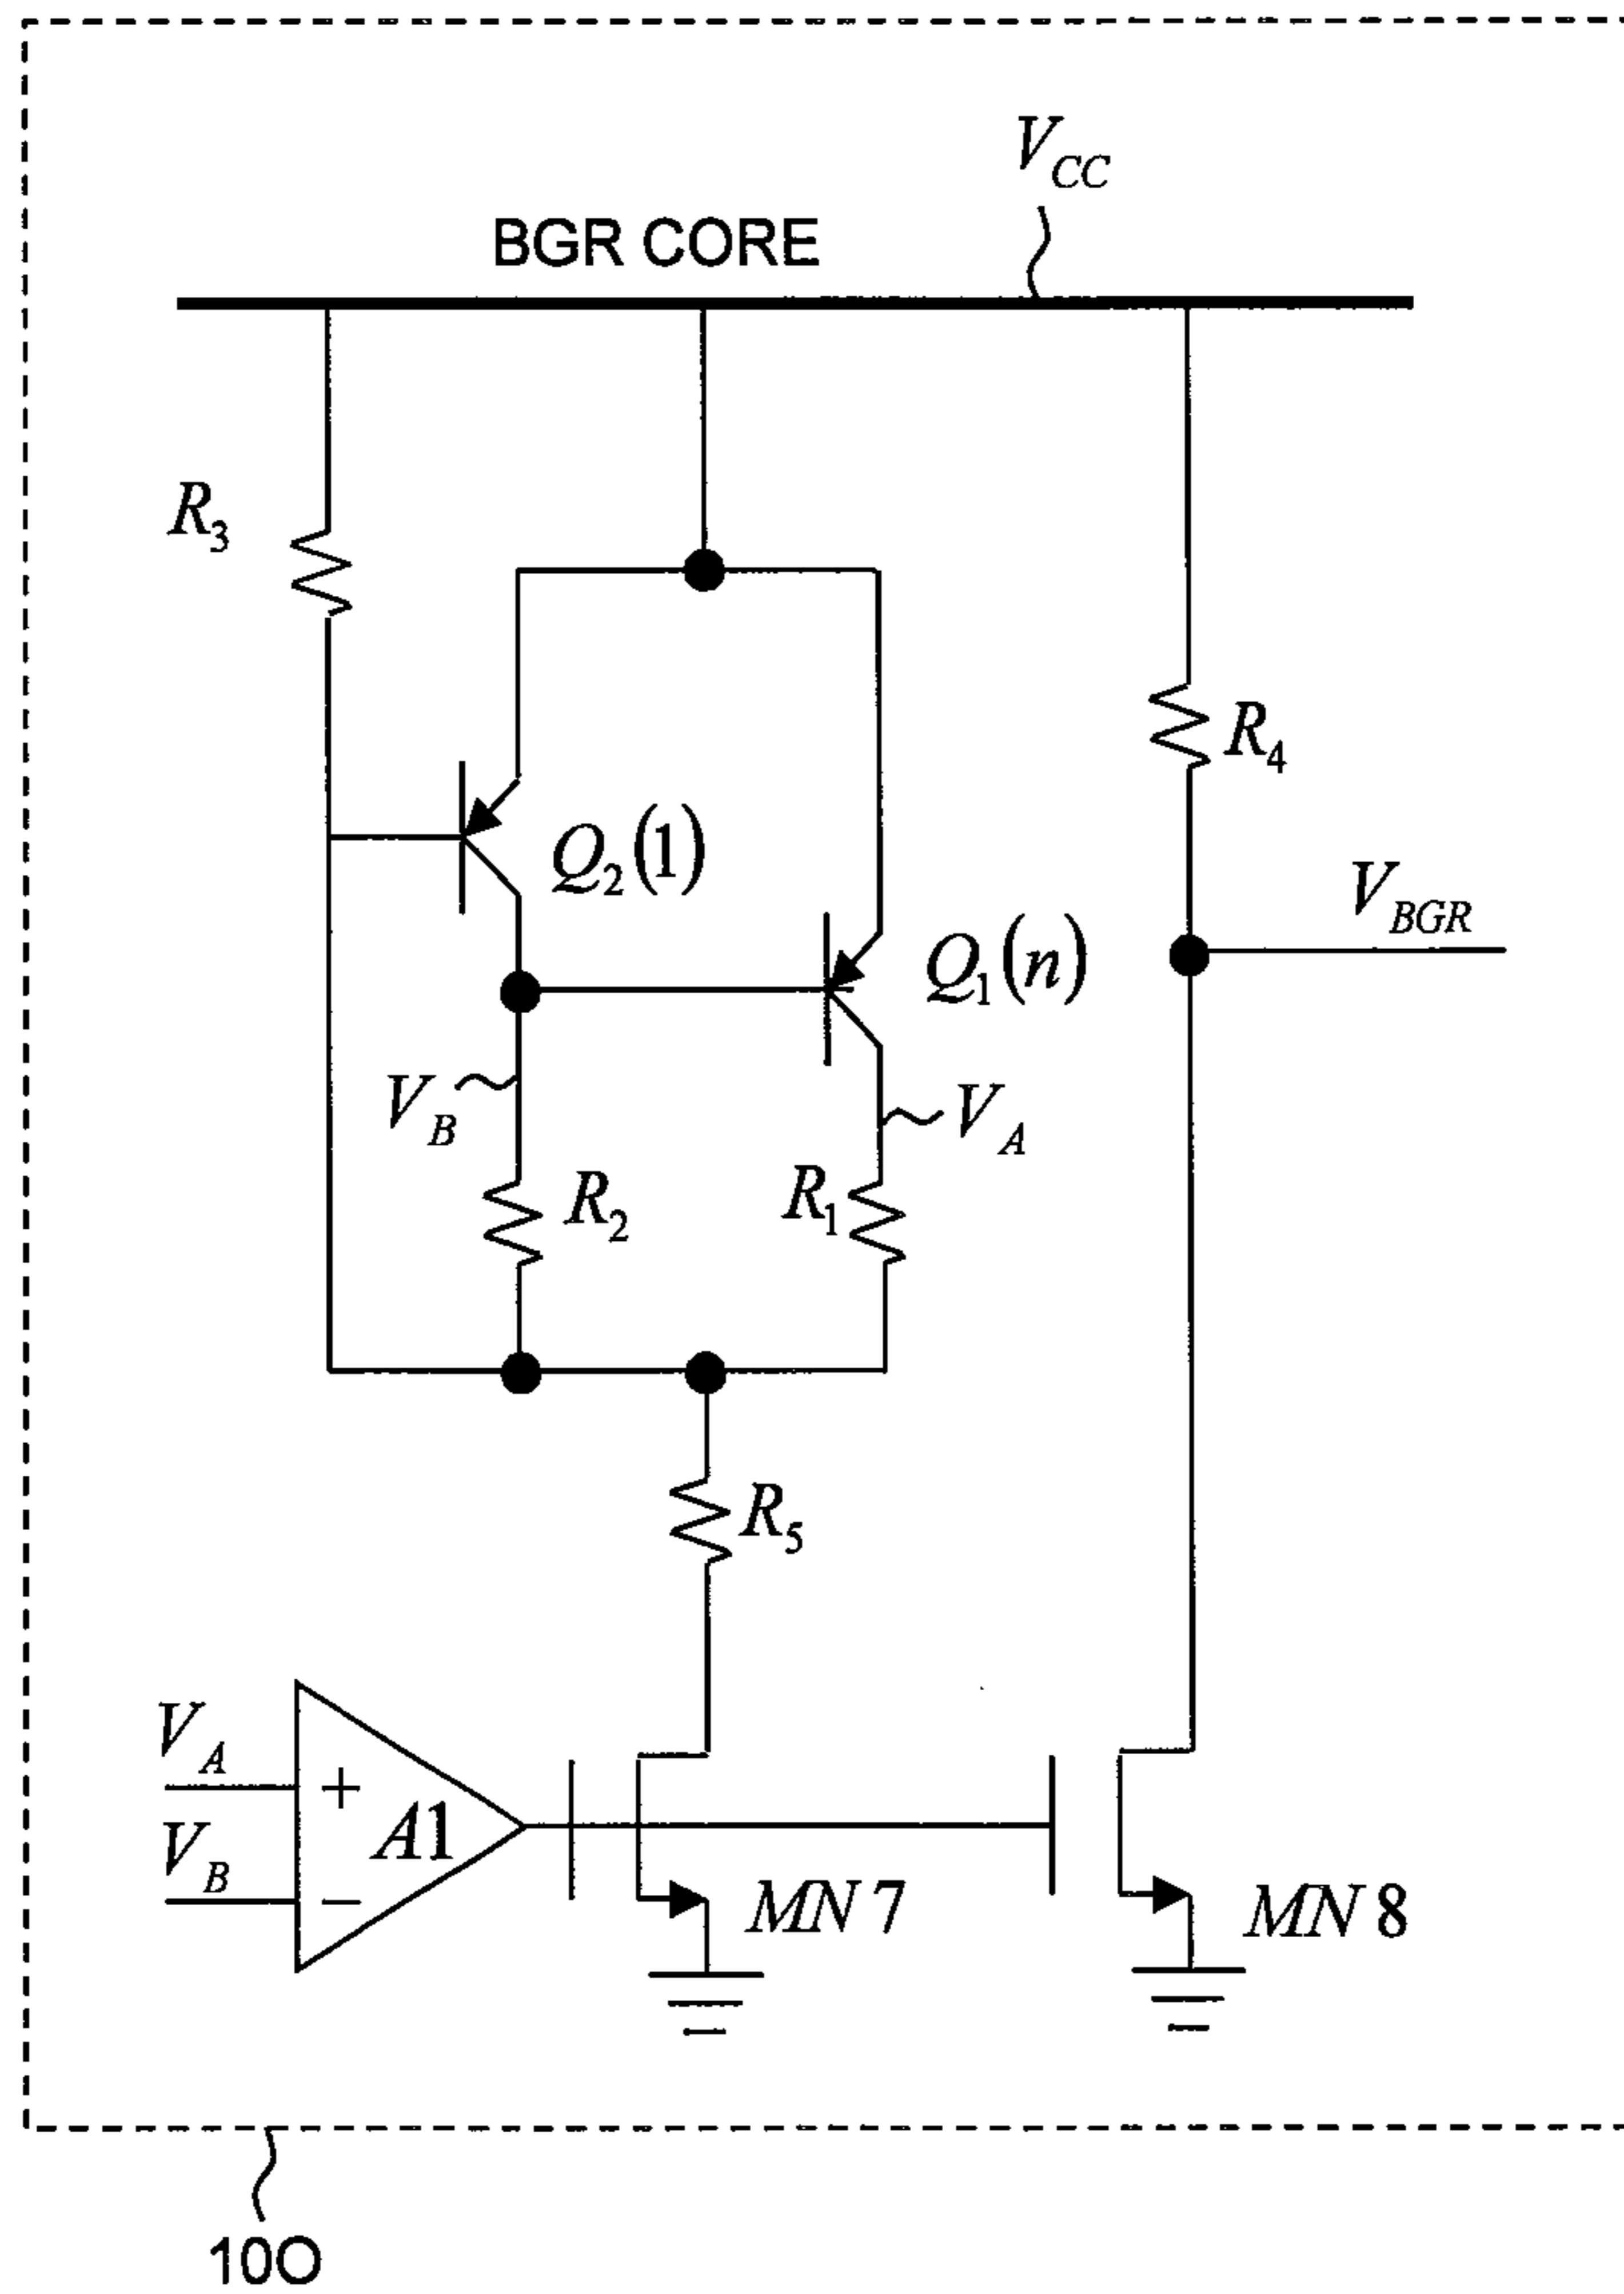 V_CC
BGR CORE
R_3
R_4
Q_2(1)
V_BGR
Q_1(n)
V_B
V_A
R_2
R_1
R_5
V_A
+
A1
V_B
−
MN 7
MN 8
100